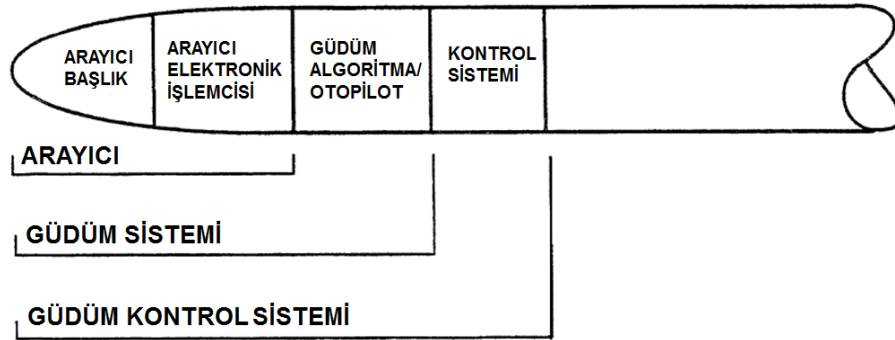 ARAYICI
BAŞLIK
ARAYICI
ELEKTRONİK
İŞLEMCİSİ
GÜDÜM
ALGORİTMA/
OTOPİLOT
KONTROL
SİSTEMİ
ARAYICI
GÜDÜM SİSTEMİ
GÜDÜM KONTROL SİSTEMİ